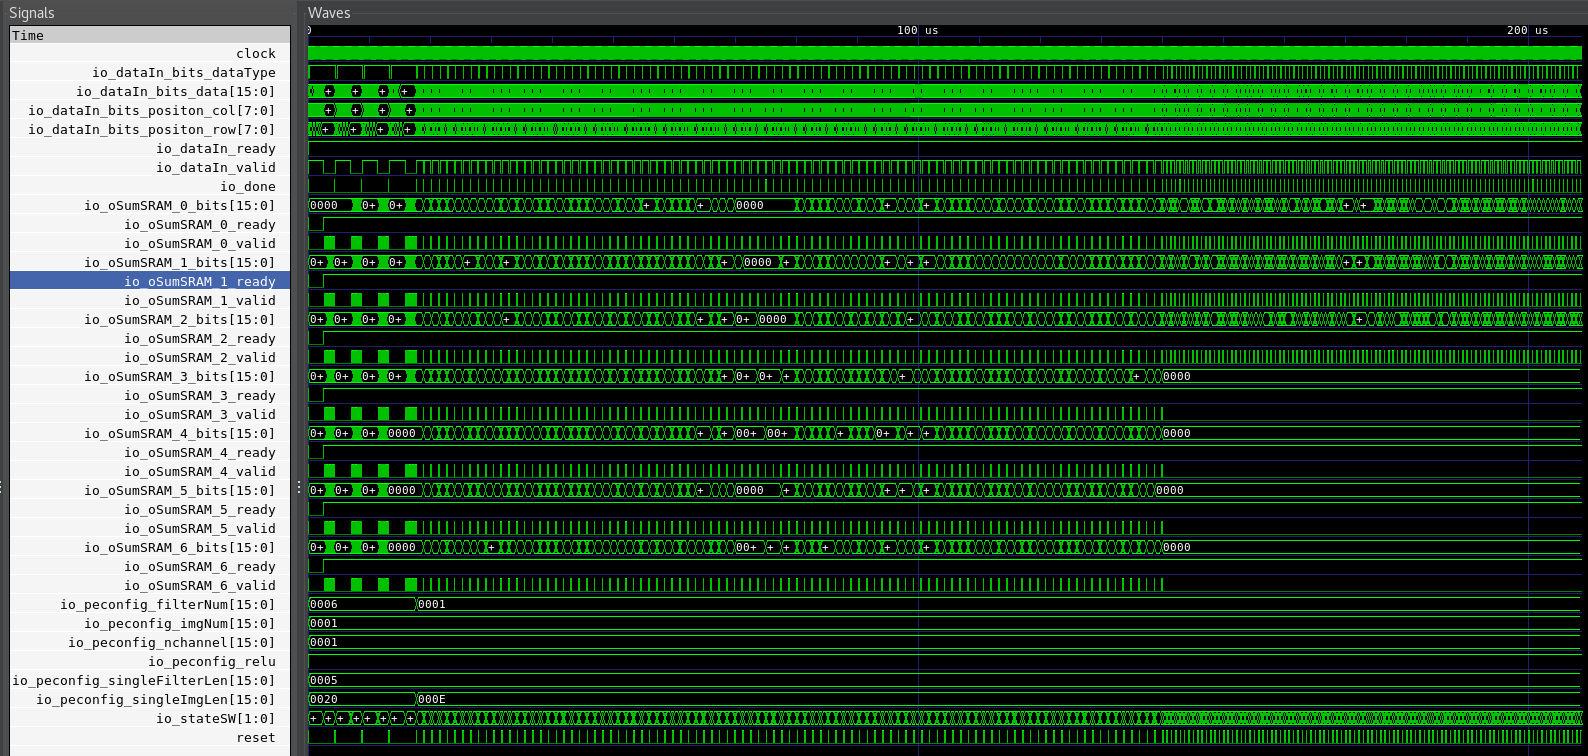 Signals Waves
Time 0 100 us 200 us
clock
io_dataIn_bits_dataType
io_dataIn_bits_data[15:0] + + + +
io_dataIn_bits_positon_col[7:0] + + + +
io_dataIn_bits_positon_row[7:0] + + + +
io_dataIn_ready
io_dataIn_valid
io_done
io_oSumSRAM_0_bits[15:0] 0000 0+ 0+ + + 0000 + + + +
io_oSumSRAM_0_ready
io_oSumSRAM_0_valid
io_oSumSRAM_1_bits[15:0] 0+ 0+ 0+ 0+ + + + 0000 + + + + + +
io_oSumSRAM_1_ready
io_oSumSRAM_1_valid
io_oSumSRAM_2_bits[15:0] 0+ 0+ 0+ 0+ + + + 0+ 0000 + +
io_oSumSRAM_2_ready
io_oSumSRAM_2_valid
io_oSumSRAM_3_bits[15:0] 0+ 0+ 0+ 0+ + 0+ 0+ + + + 0000
io_oSumSRAM_3_ready
io_oSumSRAM_3_valid
io_oSumSRAM_4_bits[15:0] 0+ 0+ 0+ 0000 + + 00+ 00+ + 0+ + + 0000
io_oSumSRAM_4_ready
io_oSumSRAM_4_valid
io_oSumSRAM_5_bits[15:0] 0+ 0+ 0+ 0000 + 0000 + + + + 0000
io_oSumSRAM_5_ready
io_oSumSRAM_5_valid
io_oSumSRAM_6_bits[15:0] 0+ 0+ 0+ 0000 + 00+ + + + + + 0000
io_oSumSRAM_6_ready
io_oSumSRAM_6_valid
io_peconfig_filterNum[15:0] 0006 0001
io_peconfig_imgNum[15:0] 0001
io_peconfig_nchannel[15:0] 0001
io_peconfig_relu
io_peconfig_singleFilterLen[15:0] 0005
io_peconfig_singleImgLen[15:0] 0020 000E
io_stateSW[1:0] + + + + + + + +
reset